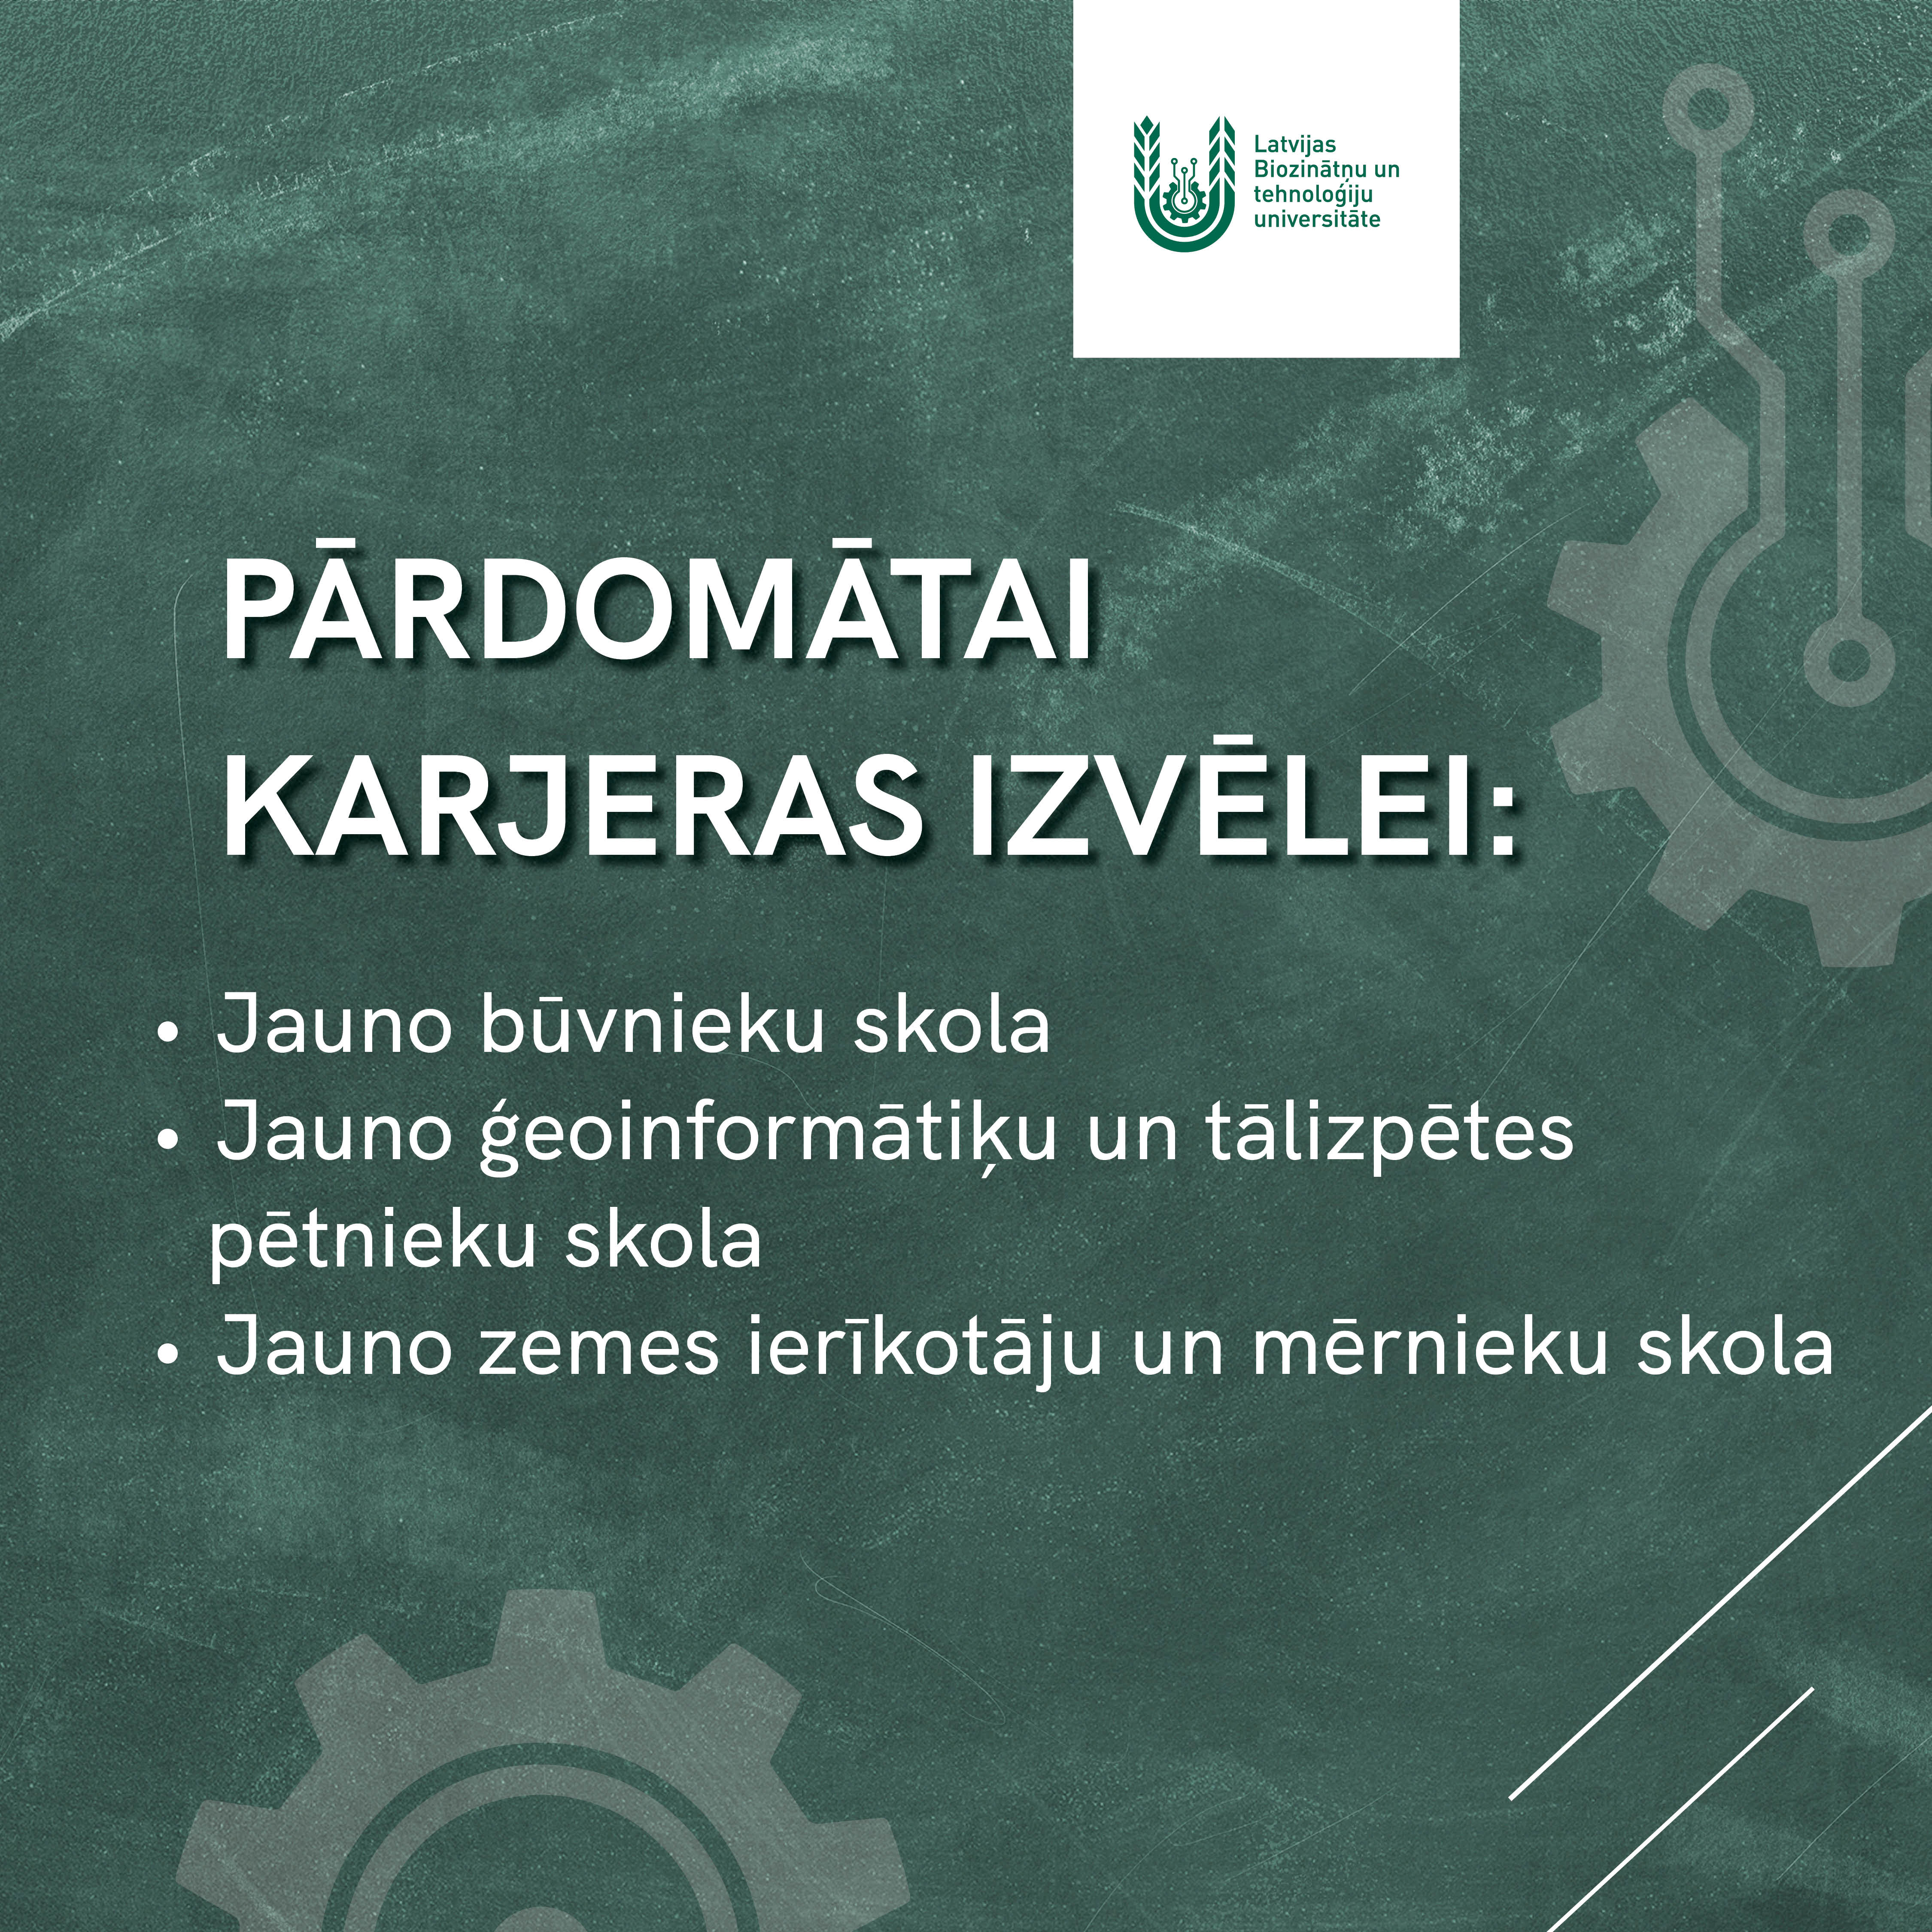 Latvijas
Biozinātņu un
tehnoloģiju
universitāte
PĀRDOMĀTAI
KARJERAS IZVĒLEI:
• Jauno būvnieku skola
• Jauno ģeoinformātiķu un tālizpētes
pētnieku skola
• Jauno zemes ierīkotāju un mērnieku skola